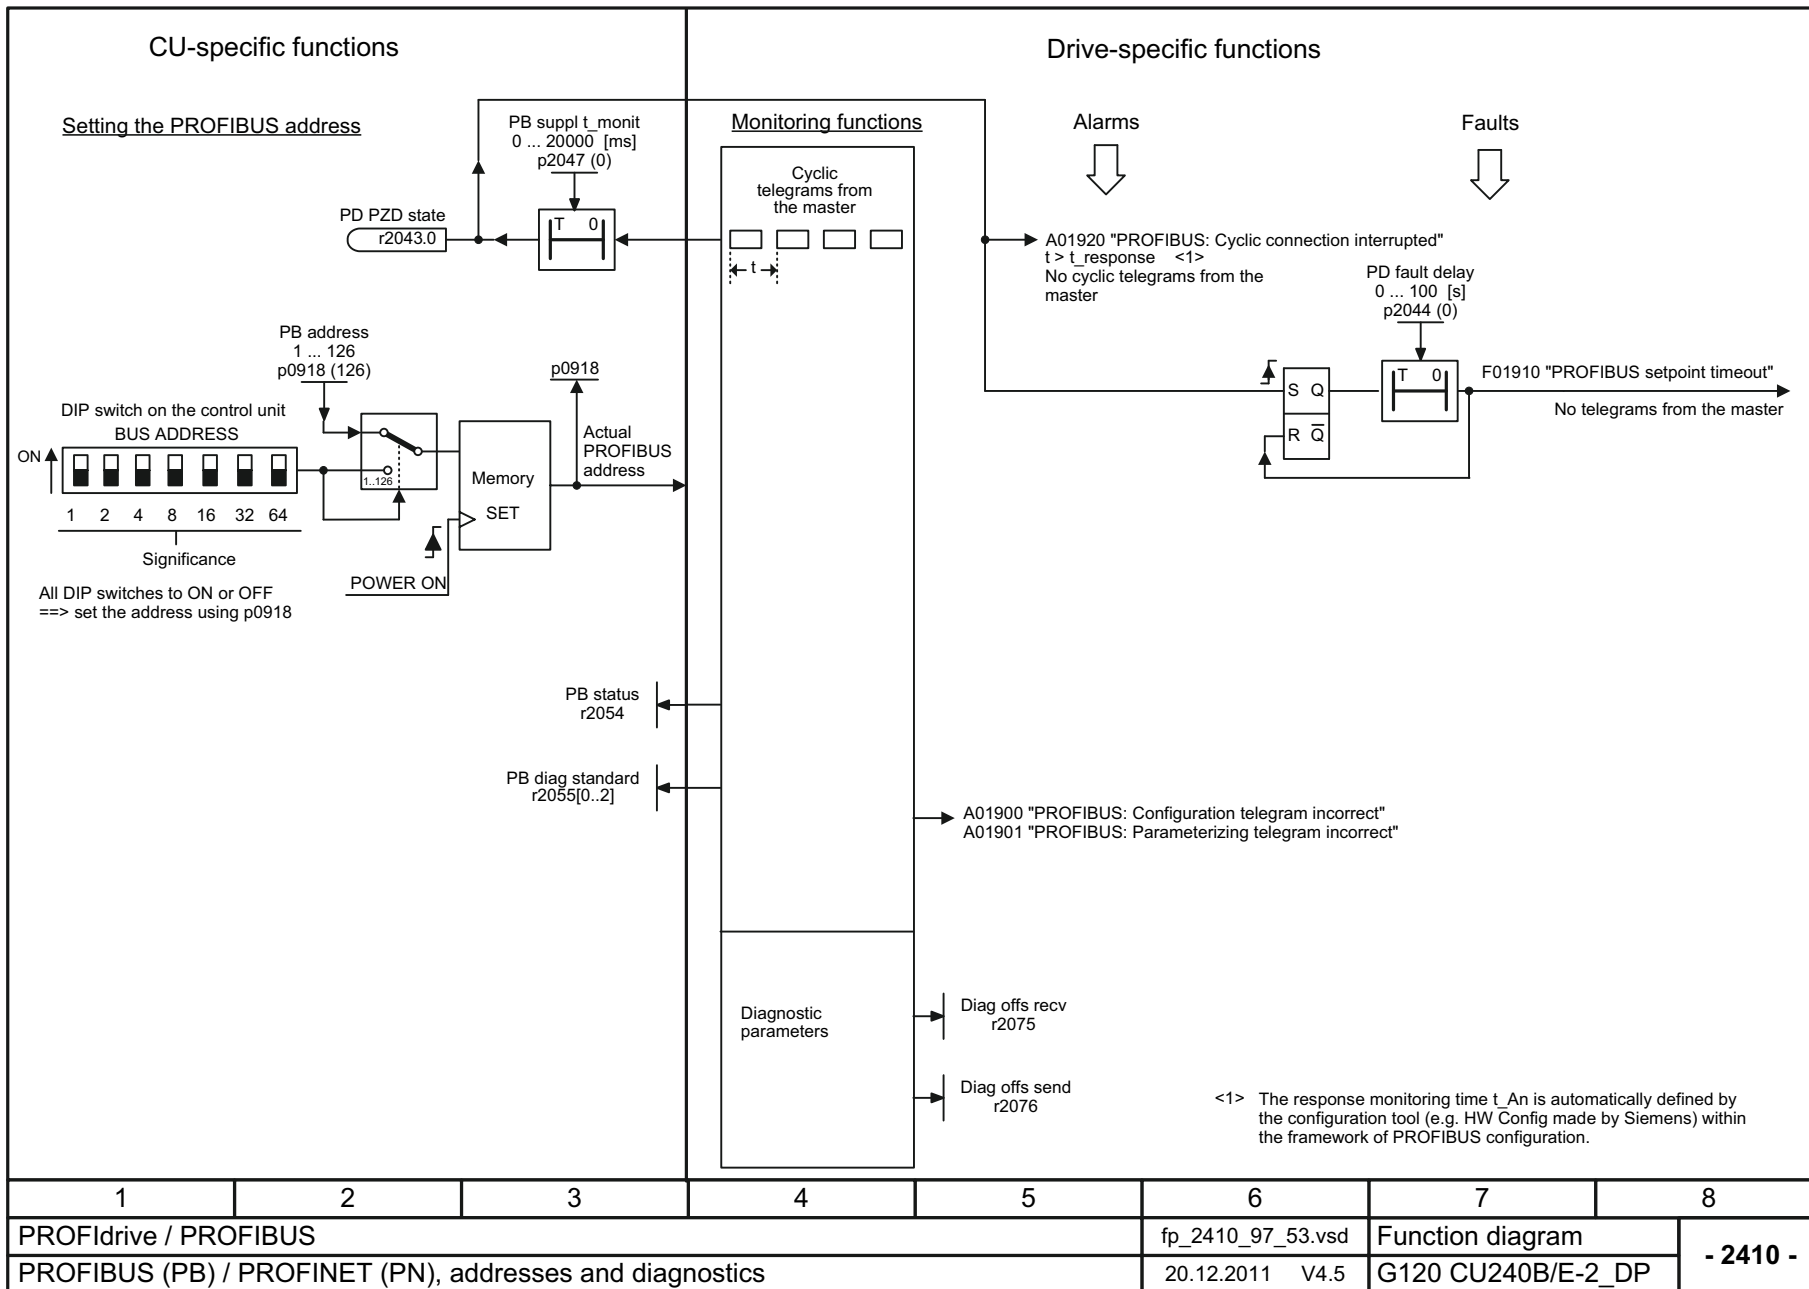 CU-specific functions
Drive-specific functions
Setting the PROFIBUS address
PB suppl t_monit
0 ... 20000 [ms]
p2047 (0)
Monitoring functions
Alarms
Faults
Cyclic
telegrams from
the master
PD PZD state
r2043.0
T 0
t
A01920 "PROFIBUS: Cyclic connection interrupted"
t > t_response <1>
No cyclic telegrams from the
master
PD fault delay
0 ... 100 [s]
p2044 (0)
PB address
1 ... 126
p0918 (126)
p0918
S Q
R Q̅
T 0
F01910 "PROFIBUS setpoint timeout"
No telegrams from the master
DIP switch on the control unit
BUS ADDRESS
ON
1..126
Actual
PROFIBUS
address
Memory
SET
1 2 4 8 16 32 64
Significance
POWER ON
All DIP switches to ON or OFF
==> set the address using p0918
PB status
r2054
PB diag standard
r2055[0..2]
A01900 "PROFIBUS: Configuration telegram incorrect"
A01901 "PROFIBUS: Parameterizing telegram incorrect"
Diagnostic
parameters
Diag offs recv
r2075
Diag offs send
r2076
<1> The response monitoring time t_An is automatically defined by
the configuration tool (e.g. HW Config made by Siemens) within
the framework of PROFIBUS configuration.
1 2 3 4 5 6 7 8
PROFIdrive / PROFIBUS
fp_2410_97_53.vsd
Function diagram
- 2410 -
PROFIBUS (PB) / PROFINET (PN), addresses and diagnostics
20.12.2011 V4.5
G120 CU240B/E-2_DP